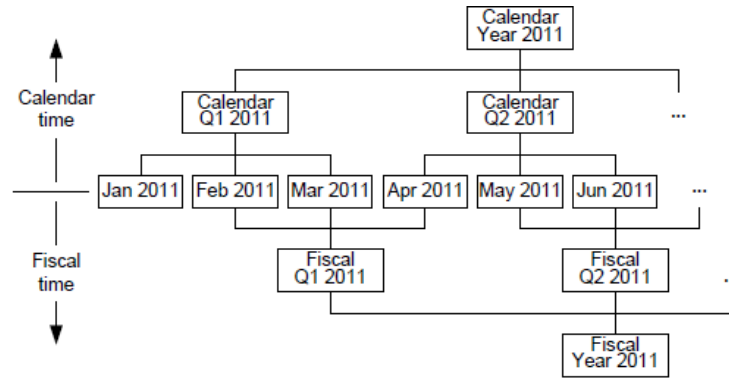 Calendar
Year 2011
Calendar
time
Calendar
Q1 2011
Calendar
Q2 2011
...
Jan 2011
Feb 2011
Mar 2011
Apr 2011
May 2011
Jun 2011
...
Fiscal
time
Fiscal
Q1 2011
Fiscal
Q2 2011
.
Fiscal
Year 2011